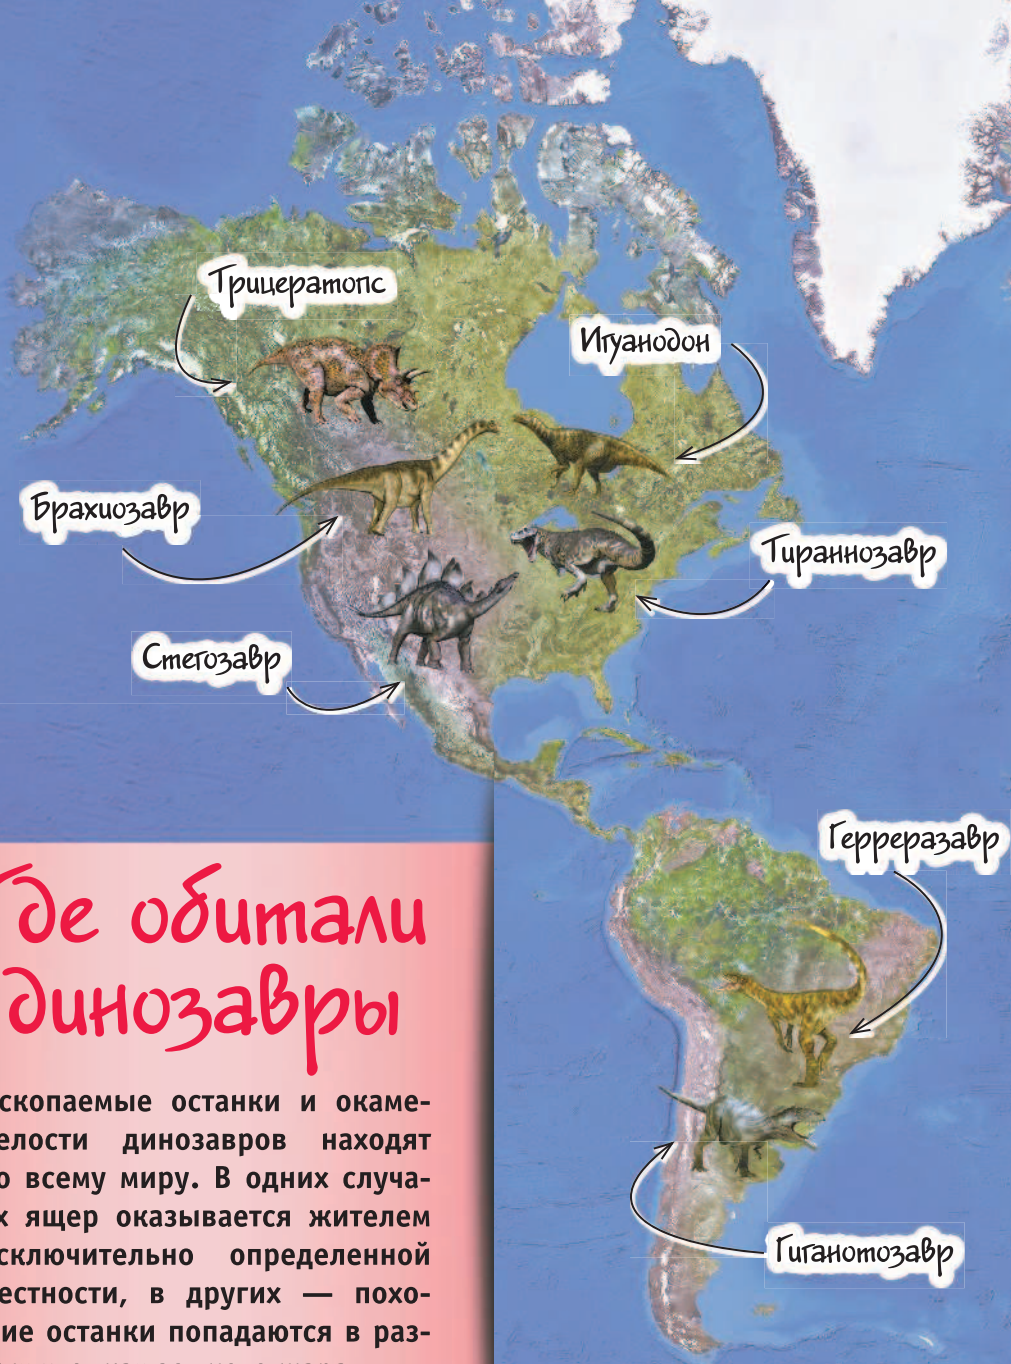 Трицератопс
Игуанодон
Брахиозавр
Тираннозавр
Стегозавр
Герреразавр
Гиганотозавр
Где обитали
динозавры
скопаемые останки и окаме-
елости динозавров находят
о всему миру. В одних случа-
х ящер оказывается жителем
сключительно определенной
естности, в других — похо-
ие останки попадаются в раз-